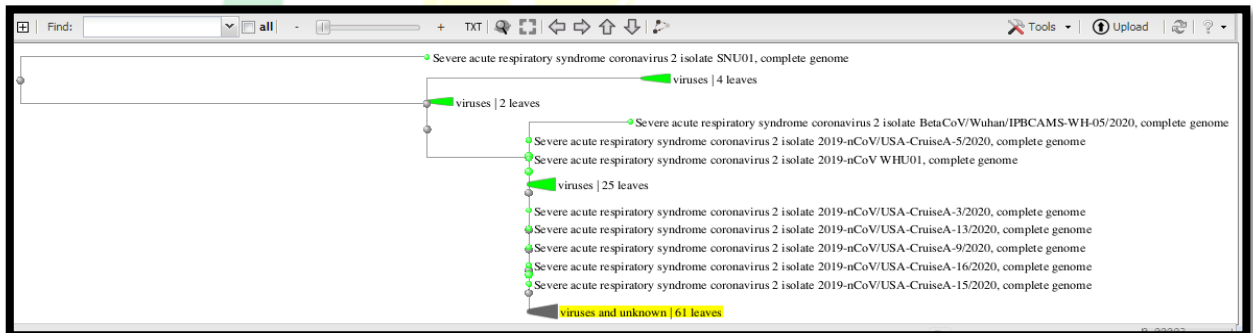 Find: all - + TXT Tools Upload ?
Severe acute respiratory syndrome coronavirus 2 isolate SNU01, complete genome
viruses | 4 leaves
viruses | 2 leaves
Severe acute respiratory syndrome coronavirus 2 isolate BetaCoV/Wuhan/IPBCAMS-WH-05/2020, complete genome
Severe acute respiratory syndrome coronavirus 2 isolate 2019-nCoV/USA-CruiseA-5/2020, complete genome
Severe acute respiratory syndrome coronavirus 2 isolate 2019-nCoV WHU01, complete genome
viruses | 25 leaves
Severe acute respiratory syndrome coronavirus 2 isolate 2019-nCoV/USA-CruiseA-3/2020, complete genome
Severe acute respiratory syndrome coronavirus 2 isolate 2019-nCoV/USA-CruiseA-13/2020, complete genome
Severe acute respiratory syndrome coronavirus 2 isolate 2019-nCoV/USA-CruiseA-9/2020, complete genome
Severe acute respiratory syndrome coronavirus 2 isolate 2019-nCoV/USA-CruiseA-16/2020, complete genome
Severe acute respiratory syndrome coronavirus 2 isolate 2019-nCoV/USA-CruiseA-15/2020, complete genome
viruses and unknown | 61 leaves